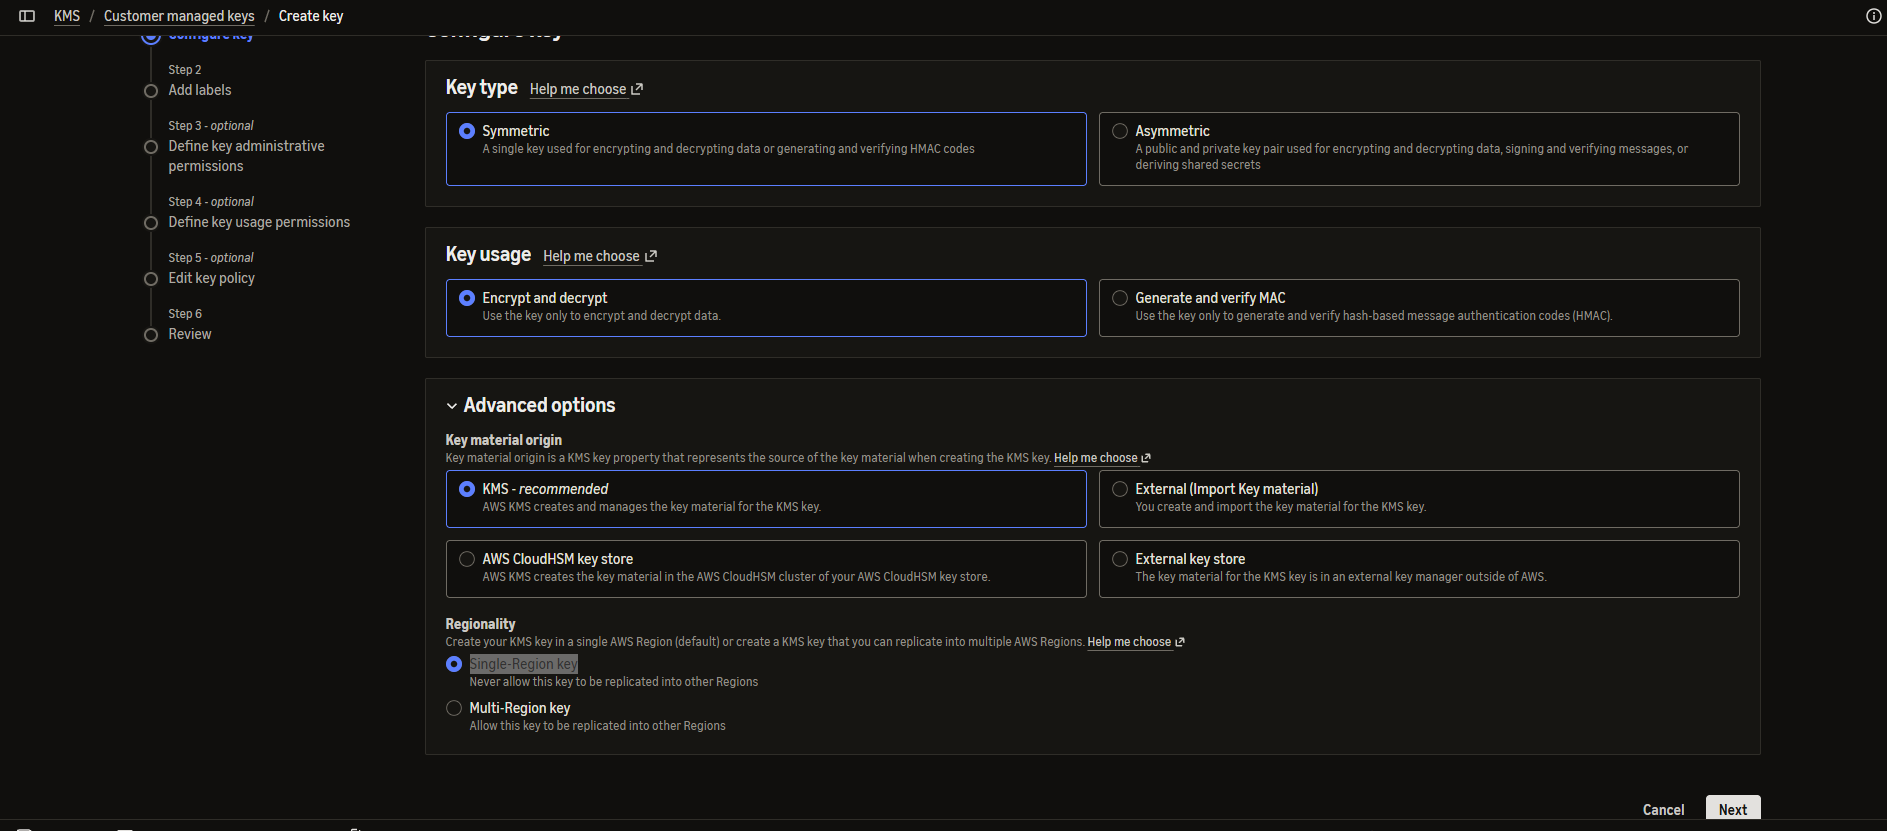 KMS / Customer managed keys / Create key
Configure key
Step 2
Add labels
Step 3 - optional
Define key administrative
permissions
Step 4 - optional
Define key usage permissions
Step 5 - optional
Edit key policy
Step 6
Review
Configure key
Key type Help me choose
Symmetric
A single key used for encrypting and decrypting data or generating and verifying HMAC codes
Asymmetric
A public and private key pair used for encrypting and decrypting data, signing and verifying messages, or
deriving shared secrets
Key usage Help me choose
Encrypt and decrypt
Use the key only to encrypt and decrypt data.
Generate and verify MAC
Use the key only to generate and verify hash-based message authentication codes (HMAC).
Advanced options
Key material origin
Key material origin is a KMS key property that represents the source of the key material when creating the KMS key. Help me choose
KMS - recommended
AWS KMS creates and manages the key material for the KMS key.
External (Import Key material)
You create and import the key material for the KMS key.
AWS CloudHSM key store
AWS KMS creates the key material in the AWS CloudHSM cluster of your AWS CloudHSM key store.
External key store
The key material for the KMS key is in an external key manager outside of AWS.
Regionality
Create your KMS key in a single AWS Region (default) or create a KMS key that you can replicate into multiple AWS Regions. Help me choose
Single-Region key
Never allow this key to be replicated into other Regions
Multi-Region key
Allow this key to be replicated into other Regions
Cancel Next